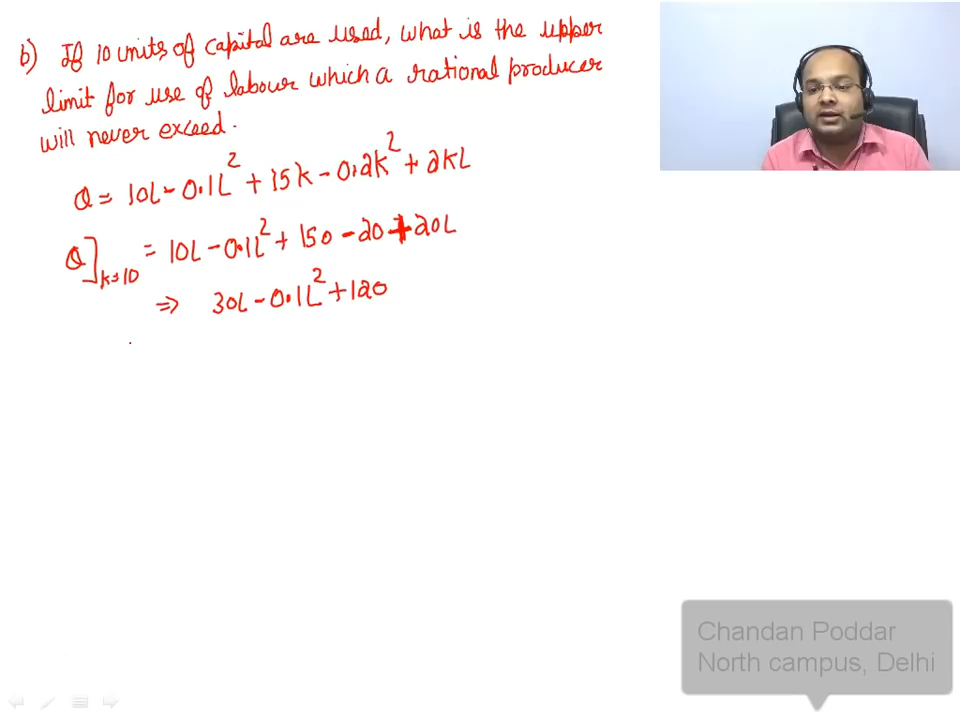 b) If 10 units of capital are used, what is the upper
limit for use of labour which a rational producer
will never exceed.
Q = 10L - 0.1L² + 15K - 0.2K² + 2KL
Q]k=10 = 10L - 0.1L² + 150 - 20 + 20L
⇒ 30L - 0.1L² + 120
Chandan Poddar
North campus, Delhi